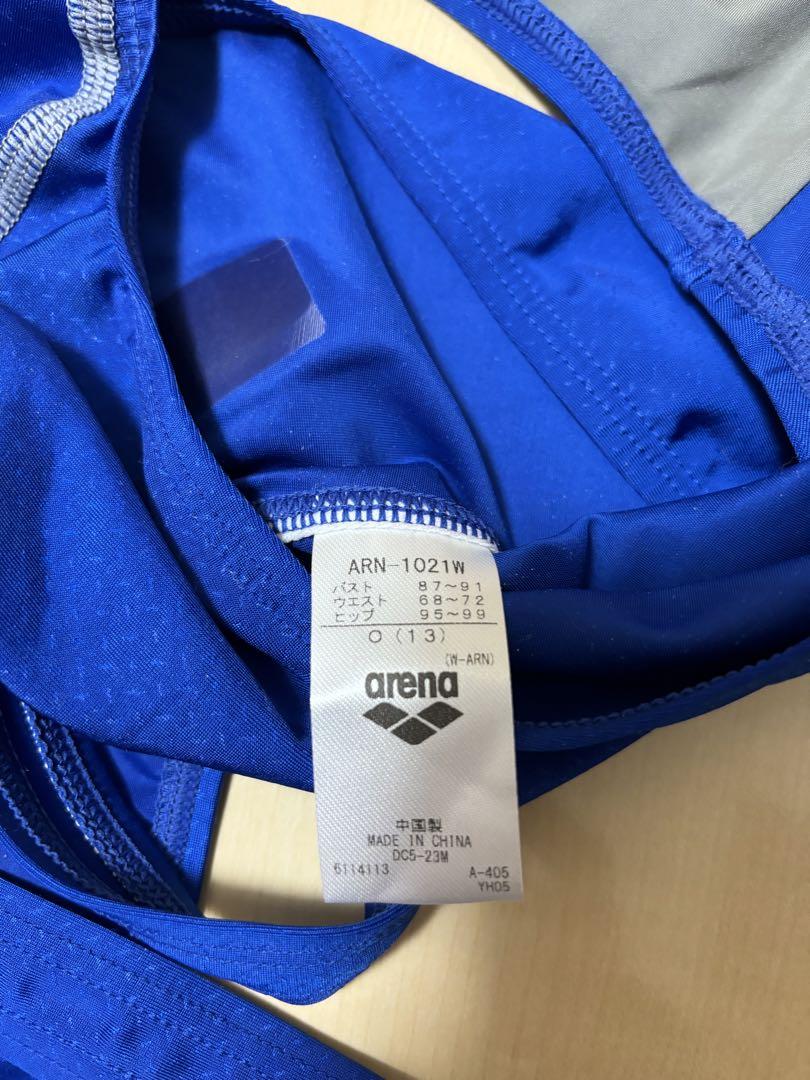 ARN-1021W
バスト 87～91
ウエスト 68～72
ヒップ 95～99
O (13)
(W-ARN)
arena
中国製
MADE IN CHINA
DC5-23M
6114113 A-405
YH05